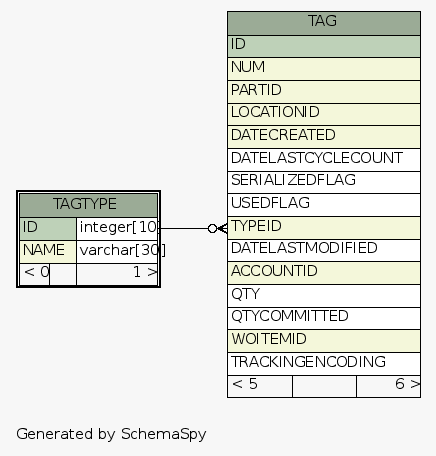 TAG
ID
NUM
PARTID
LOCATIONID
DATECREATED
DATELASTCYCLECOUNT
SERIALIZEDFLAG
USEDFLAG
TYPEID
DATELASTMODIFIED
ACCOUNTID
QTY
QTYCOMMITTED
WOITEMID
TRACKINGENCODING
< 5 6 >
TAGTYPE
ID integer[10]
NAME varchar[30]
< 0 1 >
Generated by SchemaSpy